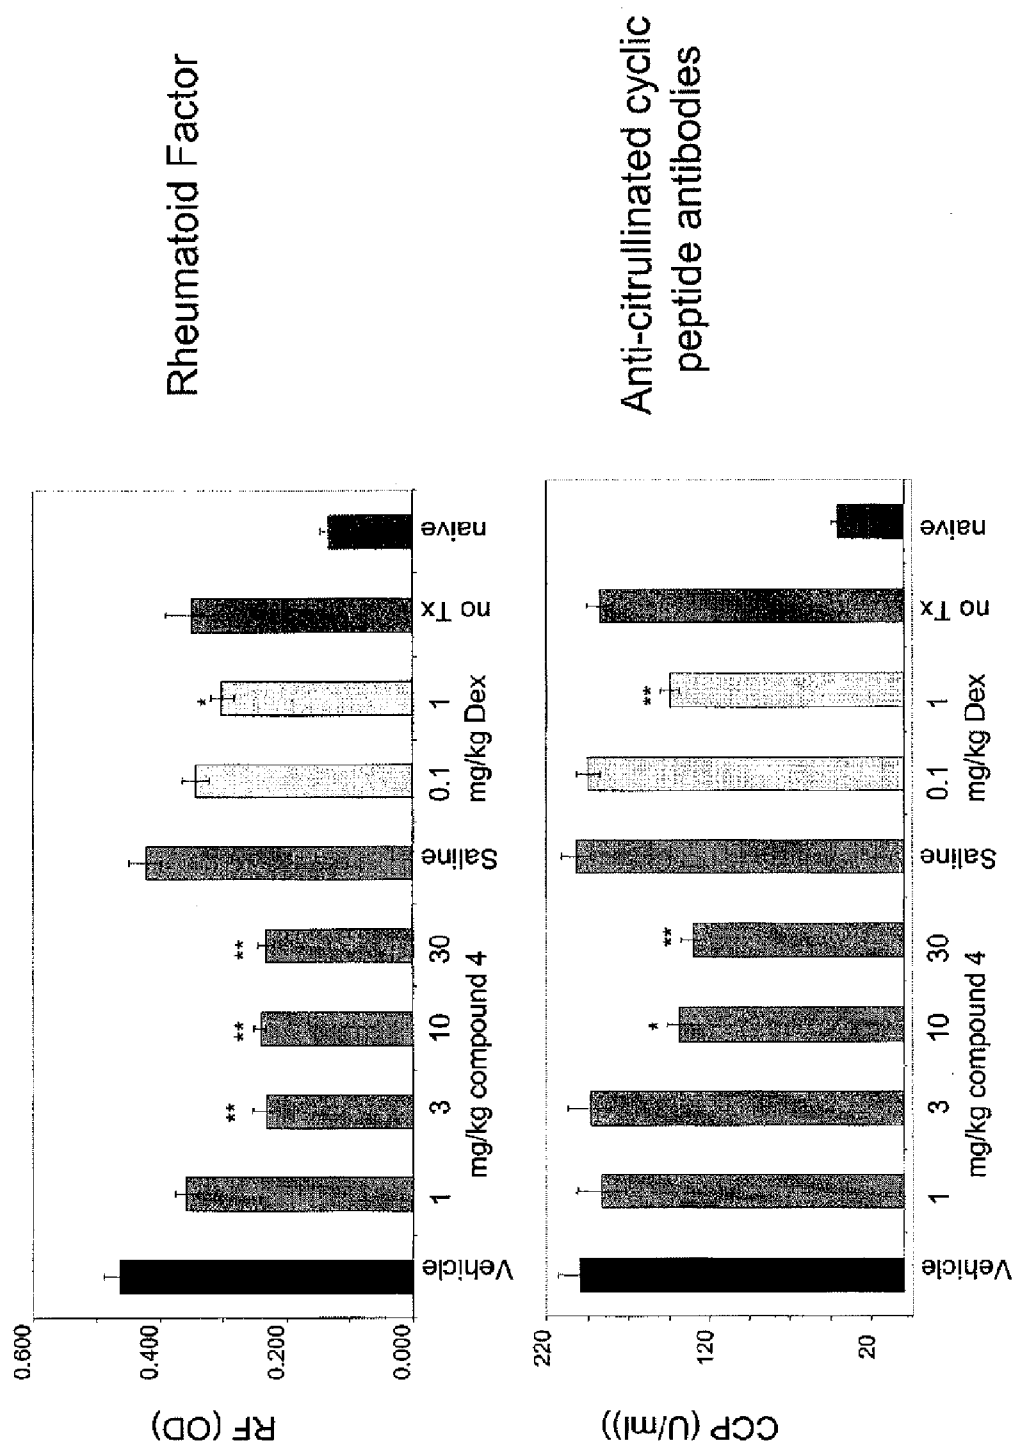 Rheumatoid Factor
RF (OD)
0.600
0.400
0.200
0.000
**
**
**
*
Vehicle 1 3 10 30 Saline 0.1 1 no Tx naive
mg/kg compound 4 mg/kg Dex
Anti-citrullinated cyclic
peptide antibodies
CCP (U/ml))
220
120
20
*
**
**
Vehicle 1 3 10 30 Saline 0.1 1 no Tx naive
mg/kg compound 4 mg/kg Dex